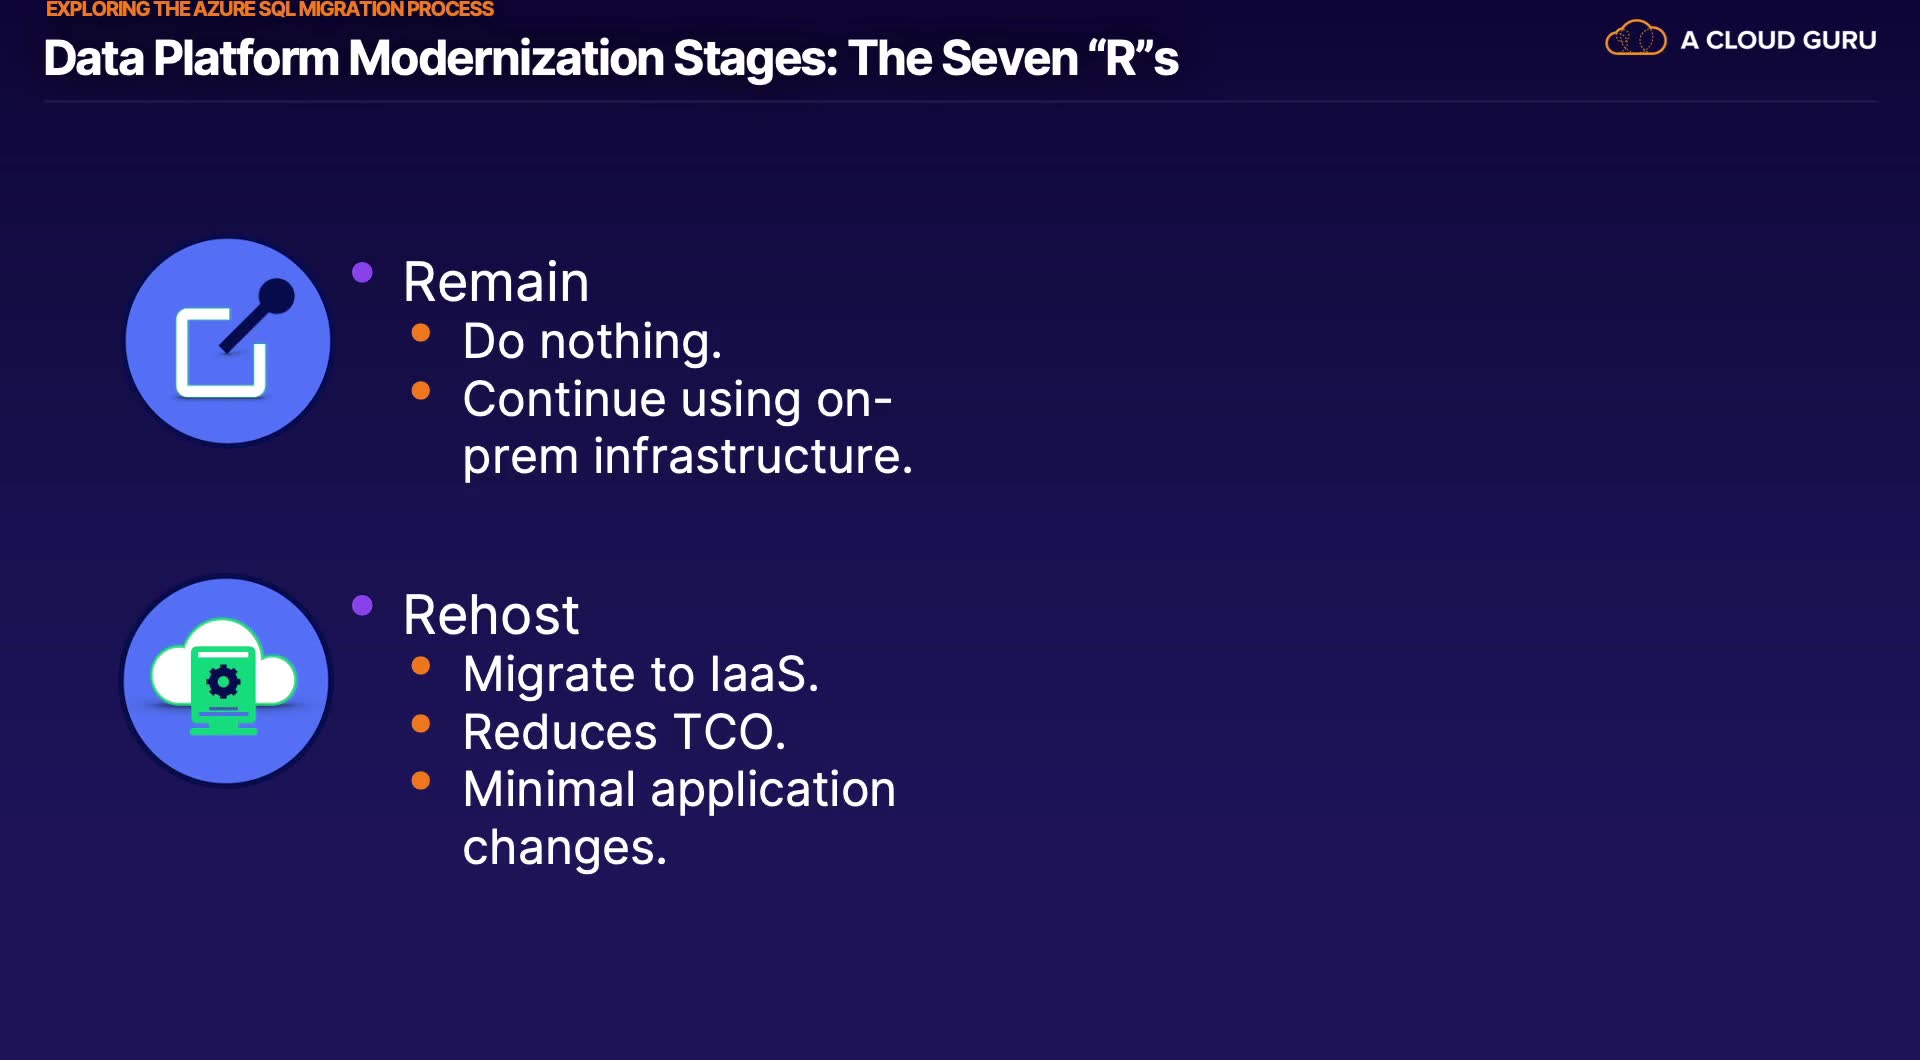 EXPLORING THE AZURE SQL MIGRATION PROCESS
Data Platform Modernization Stages: The Seven “R”s
A CLOUD GURU
Remain
Do nothing.
Continue using on-
prem infrastructure.
Rehost
Migrate to IaaS.
Reduces TCO.
Minimal application
changes.